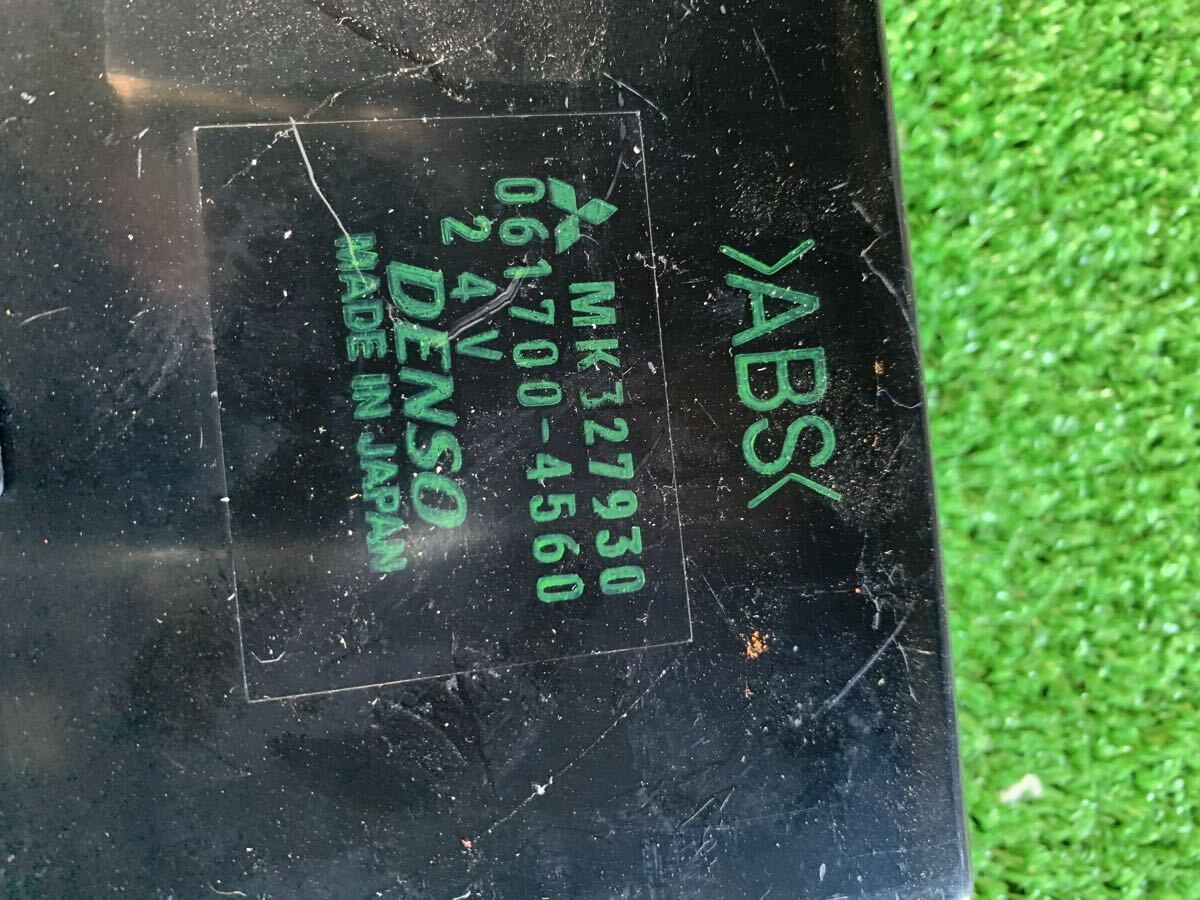 >ABS<
MK327930
061700-4560
24V
DENSO
MADE IN JAPAN